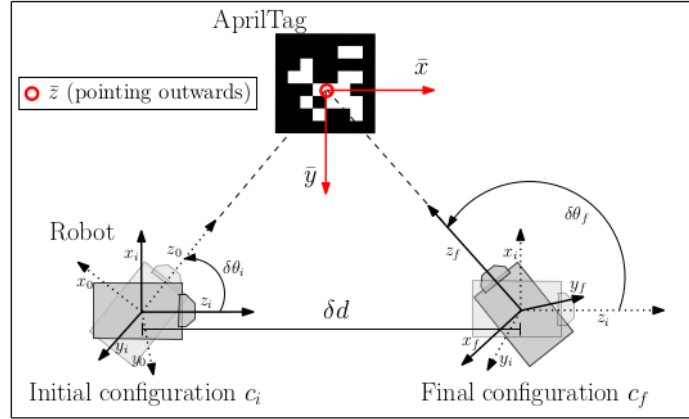 AprilTag
x̄
z̄ (pointing outwards)
ȳ
Robot
x_i
z_0
δθ_i
x_0
z_i
y_i
y_0
δd
δθ_f
z_f
x_i
y_f
z_i
x_f
y_i
Initial configuration c_i
Final configuration c_f